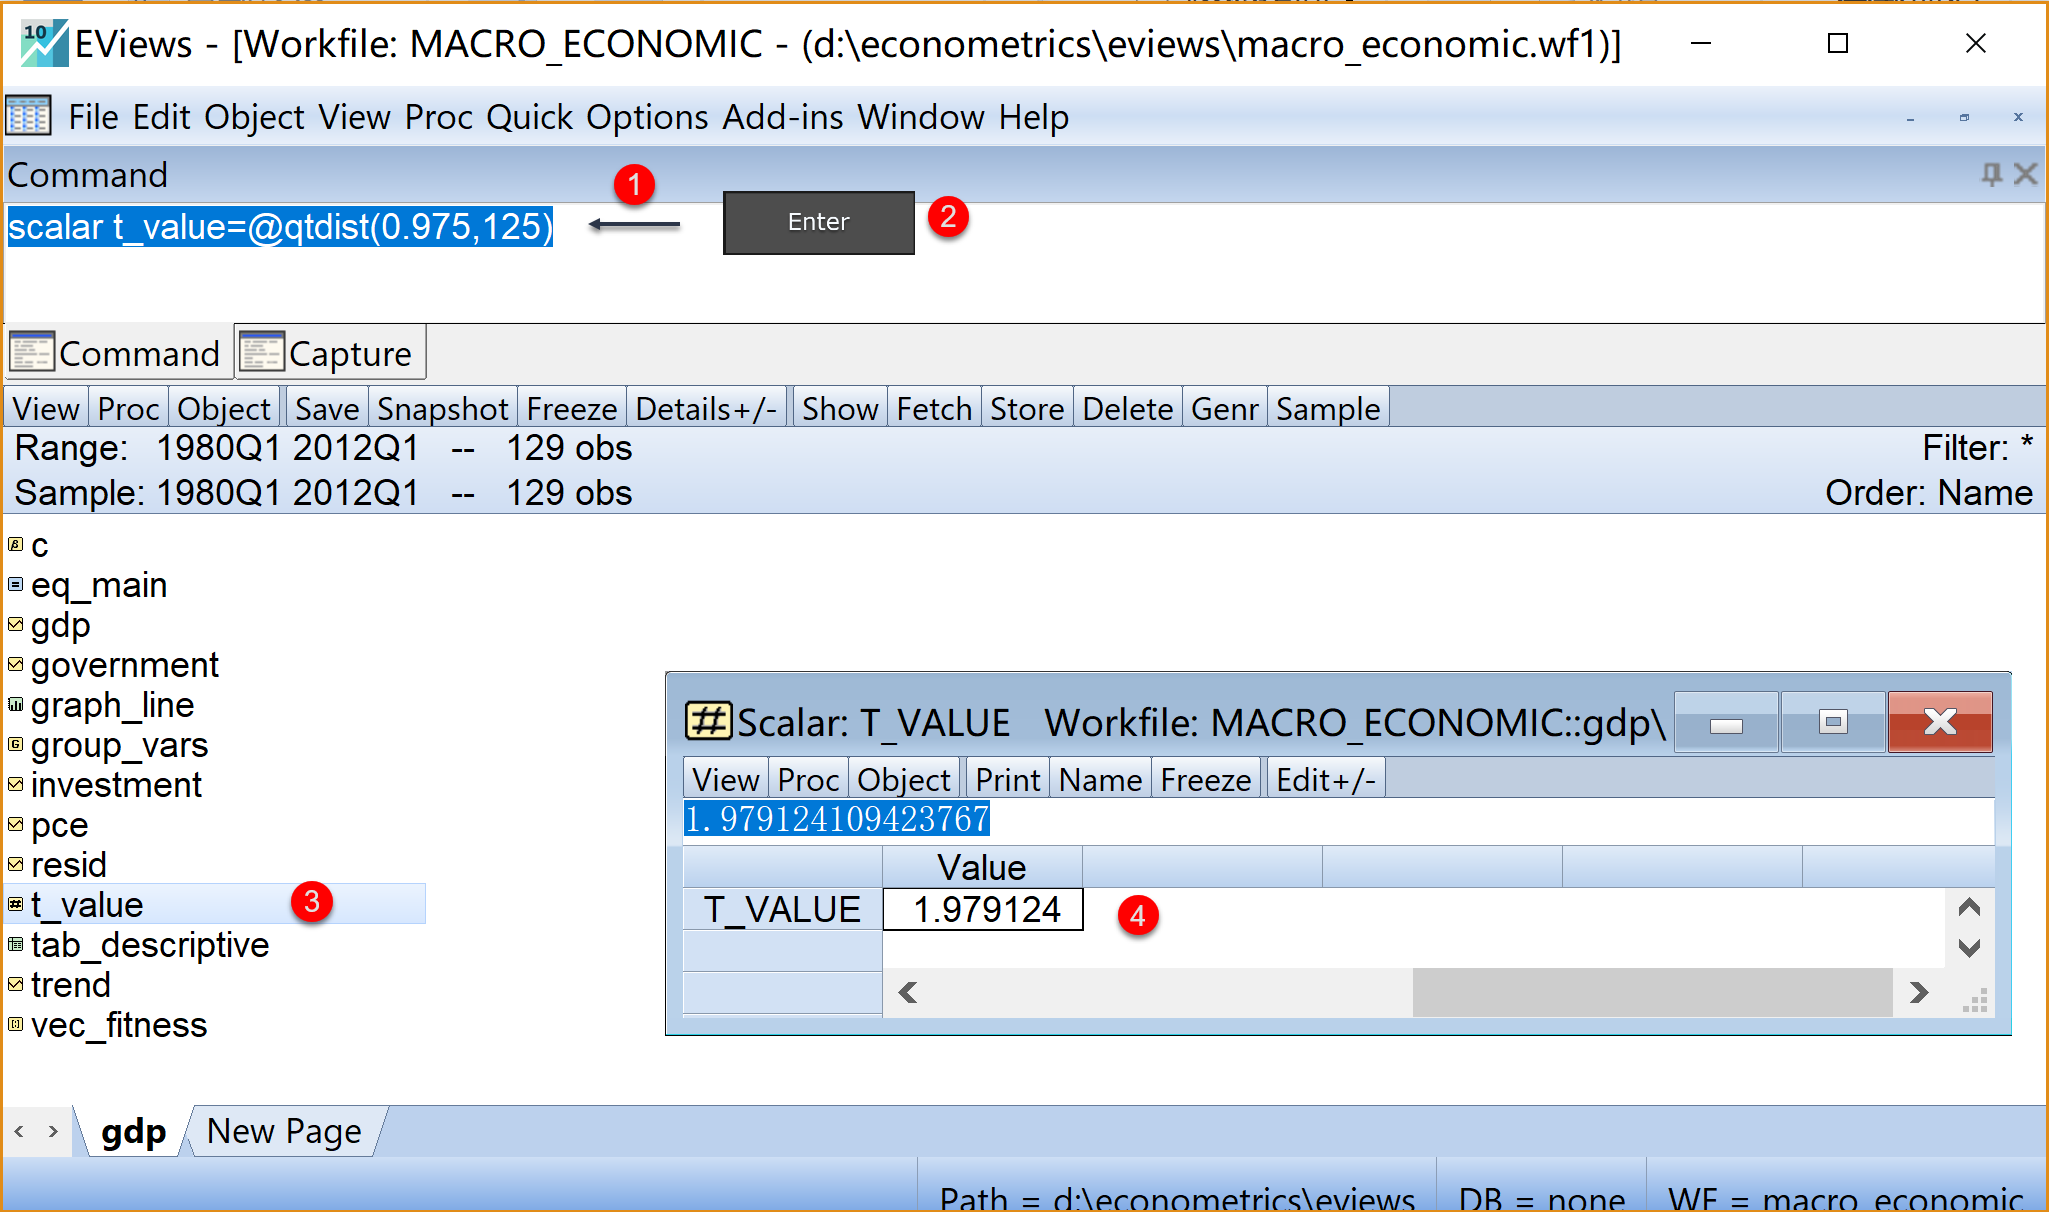 10 EViews - [Workfile: MACRO_ECONOMIC - (d:\econometrics\eviews\macro_economic.wf1)]
File Edit Object View Proc Quick Options Add-ins Window Help
Command
scalar t_value=@qtdist(0.975,125)
1
Enter
2
Command Capture
View Proc Object Save Snapshot Freeze Details+/- Show Fetch Store Delete Genr Sample
Range: 1980Q1 2012Q1 -- 129 obs
Filter: *
Sample: 1980Q1 2012Q1 -- 129 obs
Order: Name
c
eq_main
gdp
government
graph_line
group_vars
investment
pce
resid
t_value
3
tab_descriptive
trend
vec_fitness
Scalar: T_VALUE Workfile: MACRO_ECONOMIC::gdp\
View Proc Object Print Name Freeze Edit+/-
1.979124109423767
Value
T_VALUE 1.979124
4
gdp New Page
Path = d:\econometrics\eviews DB = none WF = macro_economic